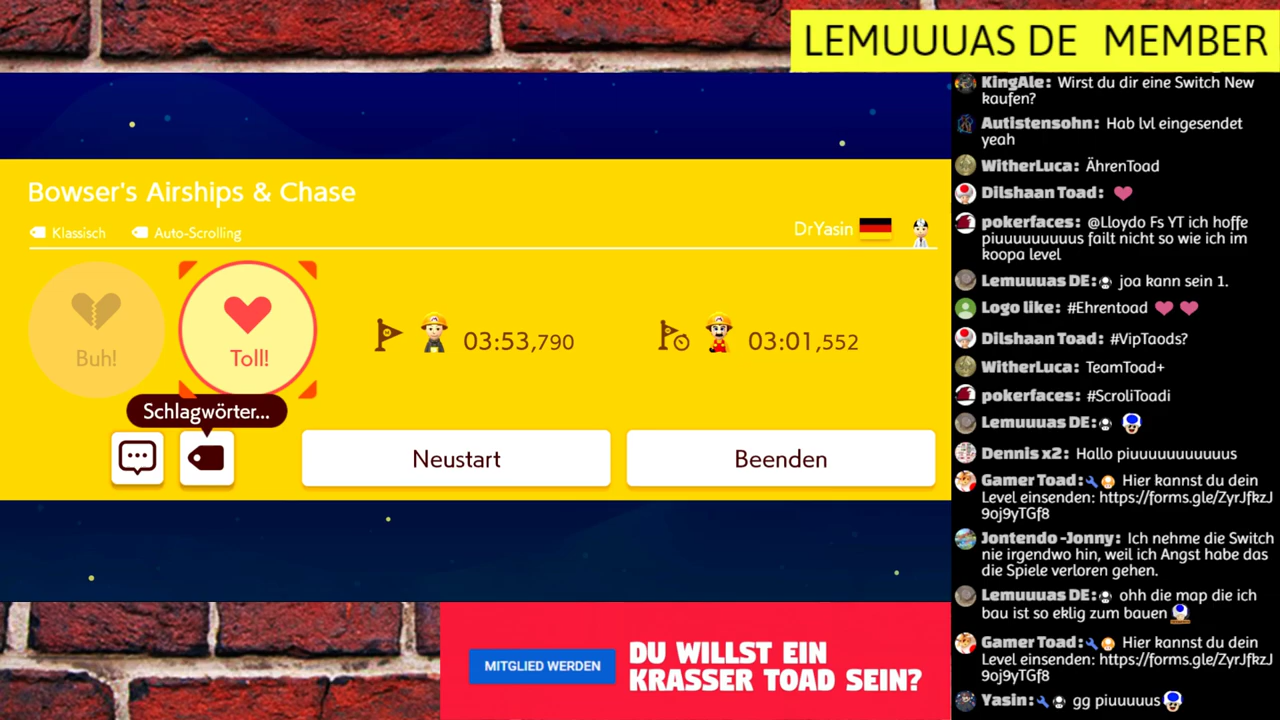 LEMUUUAS DE MEMBER
Bowser's Airships & Chase
Klassisch Auto-Scrolling
DrYasin
Buh!
Toll!
03:53,790
03:01,552
Schlagwörter...
Neustart
Beenden
MITGLIED WERDEN
DU WILLST EIN
KRASSER TOAD SEIN?
KingAle: Wirst du dir eine Switch New
kaufen?
Autistensohn: Hab lvl eingesendet
yeah
WitherLuca: ÄhrenToad
Dilshaan Toad:
pokerfaces: @Lloydo Fs YT ich hoffe
piuuuuuuuuus failt nicht so wie ich im
koopa level
Lemuuuas DE: joa kann sein 1.
Logo like: #Ehrentoad
Dilshaan Toad: #VipTaods?
WitherLuca: TeamToad+
pokerfaces: #ScroliToadi
Lemuuuas DE:
Dennis x2: Hallo piuuuuuuuuuuus
Gamer Toad: Hier kannst du dein
Level einsenden: https://forms.gle/ZyrJfkzJ
9oj9yTGf8
Jontendo -Jonny: Ich nehme die Switch
nie irgendwo hin, weil ich Angst habe das
die Spiele verloren gehen.
Lemuuuas DE: ohh die map die ich
bau ist so eklig zum bauen
Gamer Toad: Hier kannst du dein
Level einsenden: https://forms.gle/ZyrJfkzJ
9oj9yTGf8
Yasin: gg piuuuuus